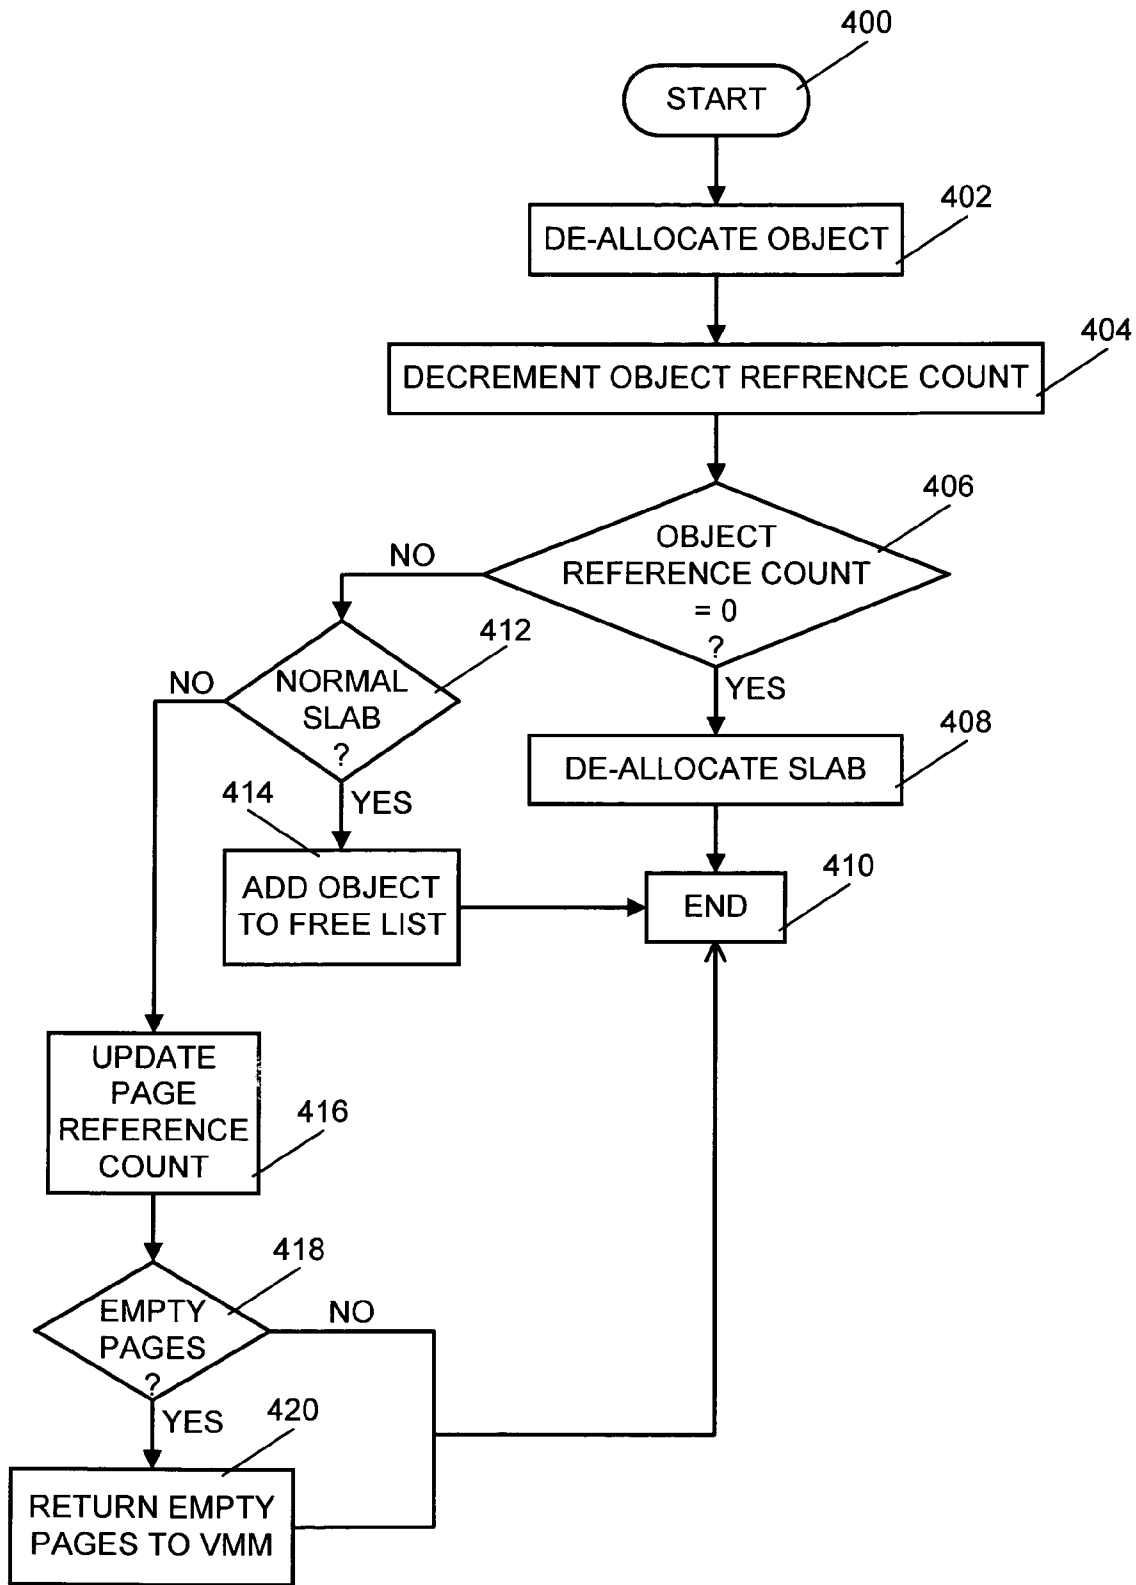 400
START
402
DE-ALLOCATE OBJECT
404
DECREMENT OBJECT REFRENCE COUNT
406
OBJECT
REFERENCE COUNT
= 0
?
NO
YES
412
NORMAL
SLAB
?
NO
YES
408
DE-ALLOCATE SLAB
414
ADD OBJECT
TO FREE LIST
410
END
UPDATE
PAGE
REFERENCE
COUNT
416
418
EMPTY
PAGES
?
NO
YES
420
RETURN EMPTY
PAGES TO VMM